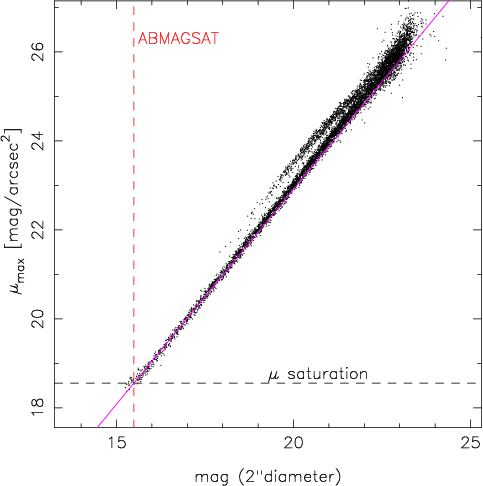 ABMAGSAT
μmax [mag/arcsec²]
26
24
22
20
18
μ saturation
15
20
25
mag (2"diameter)